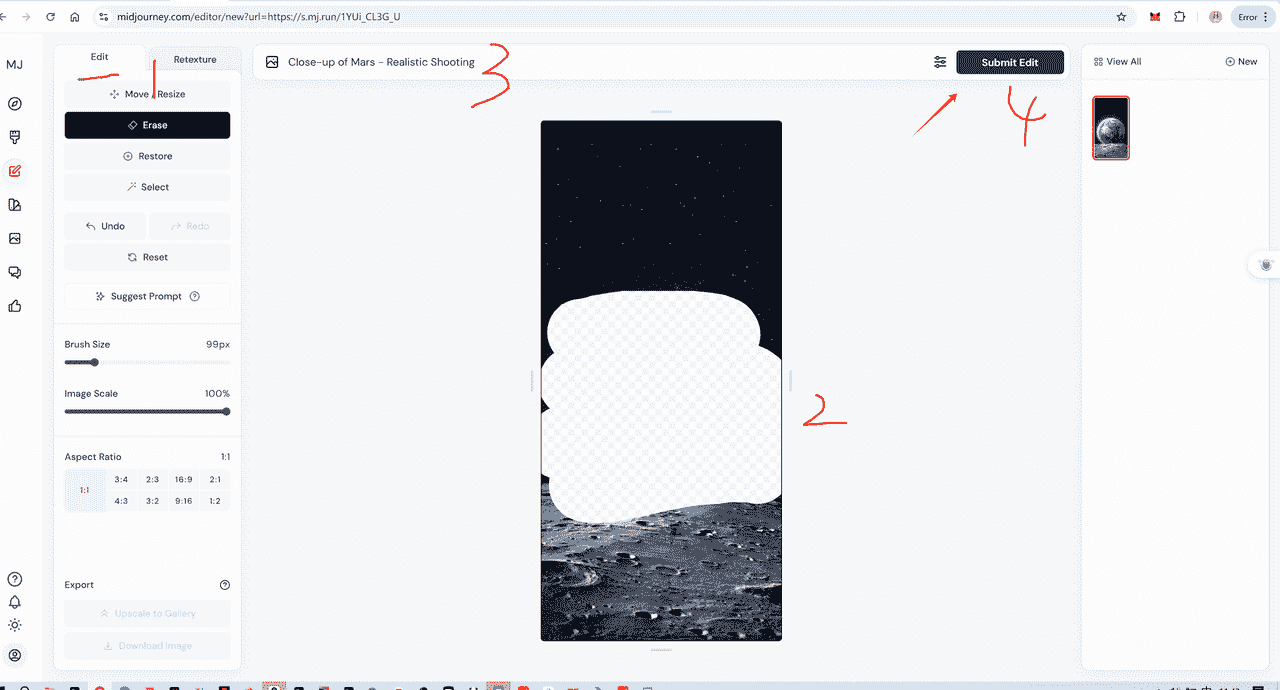 midjourney.com/editor/new?url=https://s.mj.run/1YUi_CL3G_U
Error
MJ
Edit
Retexture
1
Close-up of Mars - Realistic Shooting
3
Submit Edit
4
View All
New
Move / Resize
Erase
Restore
Select
Undo
Redo
Reset
Suggest Prompt
Brush Size
99px
Image Scale
100%
2
Aspect Ratio
1:1
1:1
3:4
2:3
16:9
2:1
4:3
3:2
9:16
1:2
Export
Upscale to Gallery
Download Image